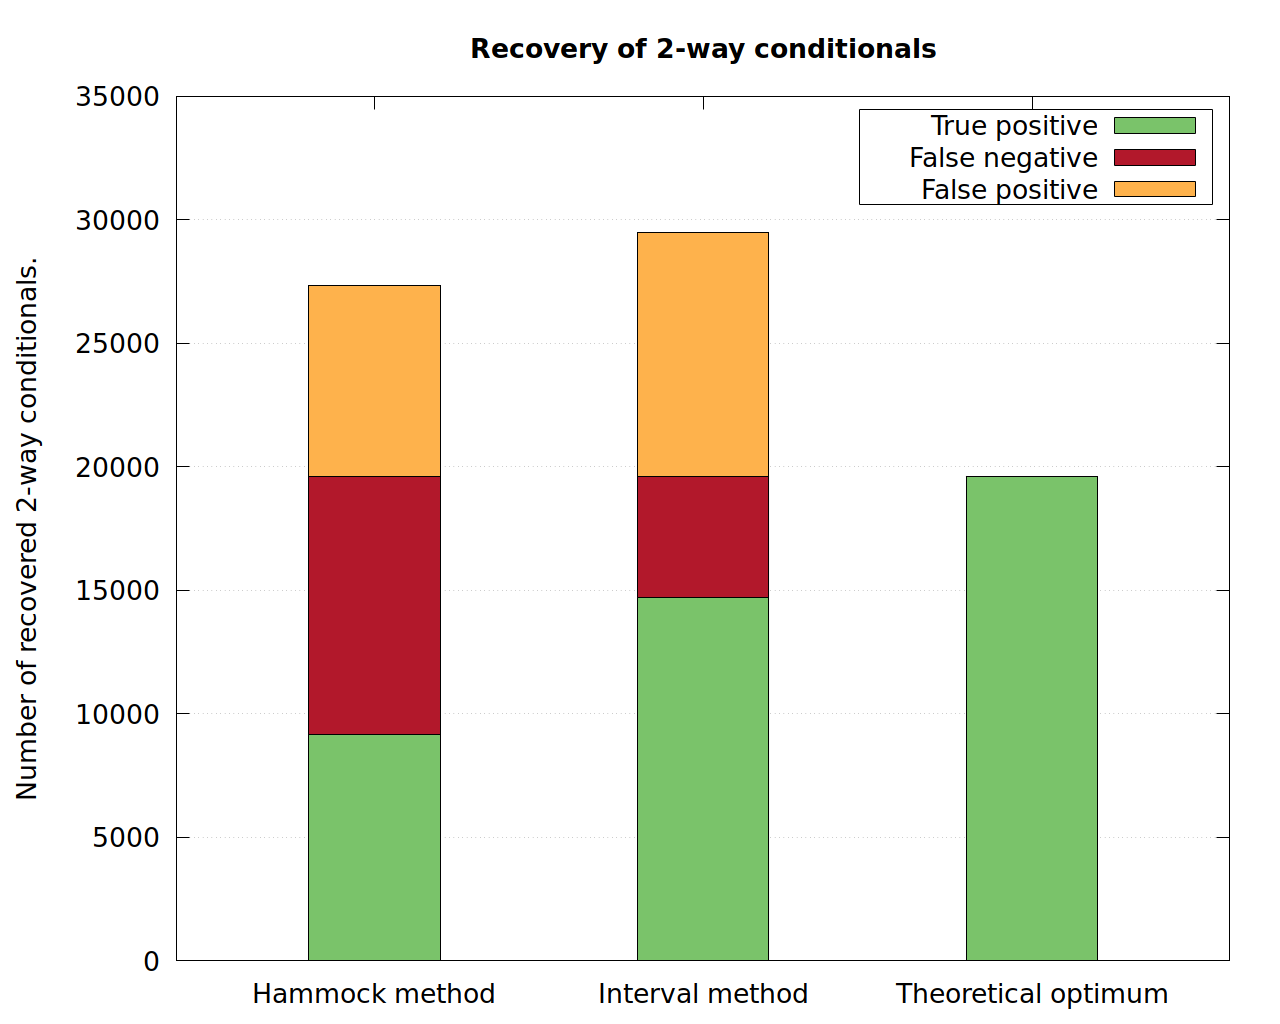 Recovery of 2-way conditionals
35000
30000
25000
20000
15000
10000
5000
0
Number of recovered 2-way conditionals.
True positive
False negative
False positive
Hammock method
Interval method
Theoretical optimum